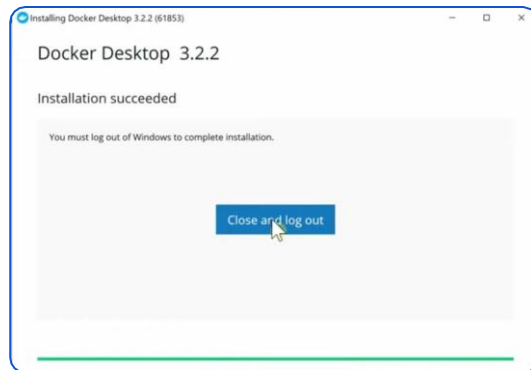 Installing Docker Desktop 3.2.2 (61853)
Docker Desktop 3.2.2
Installation succeeded
You must log out of Windows to complete installation.
Close and log out